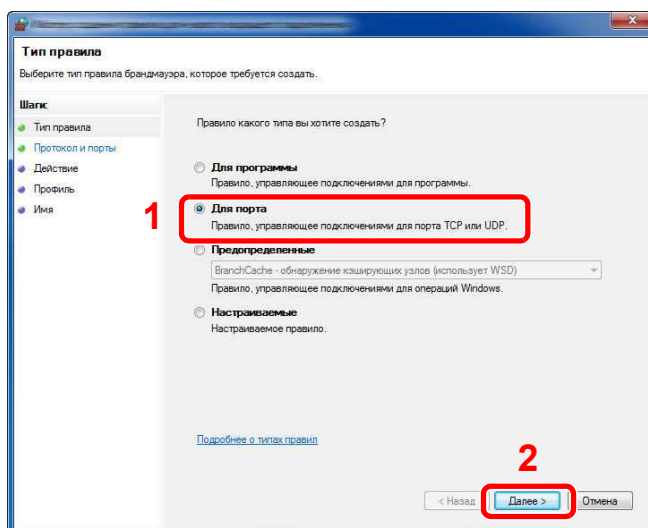 Тип правила
Выберите тип правила брандмауэра, которое требуется создать.
Шаги:
Тип правила
Протокол и порты
Действие
Профиль
Имя
Правило какого типа вы хотите создать?
Для программы
Правило, управляющее подключениями для программы.
1
Для порта
Правило, управляющее подключениями для порта TCP или UDP.
Предопределенные
BranchCache - обнаружение кэширующих узлов (использует WSD)
Правило, управляющее подключениями для операций Windows.
Настраиваемые
Настраиваемое правило.
Подробнее о типах правил
2
< Назад
Далее >
Отмена